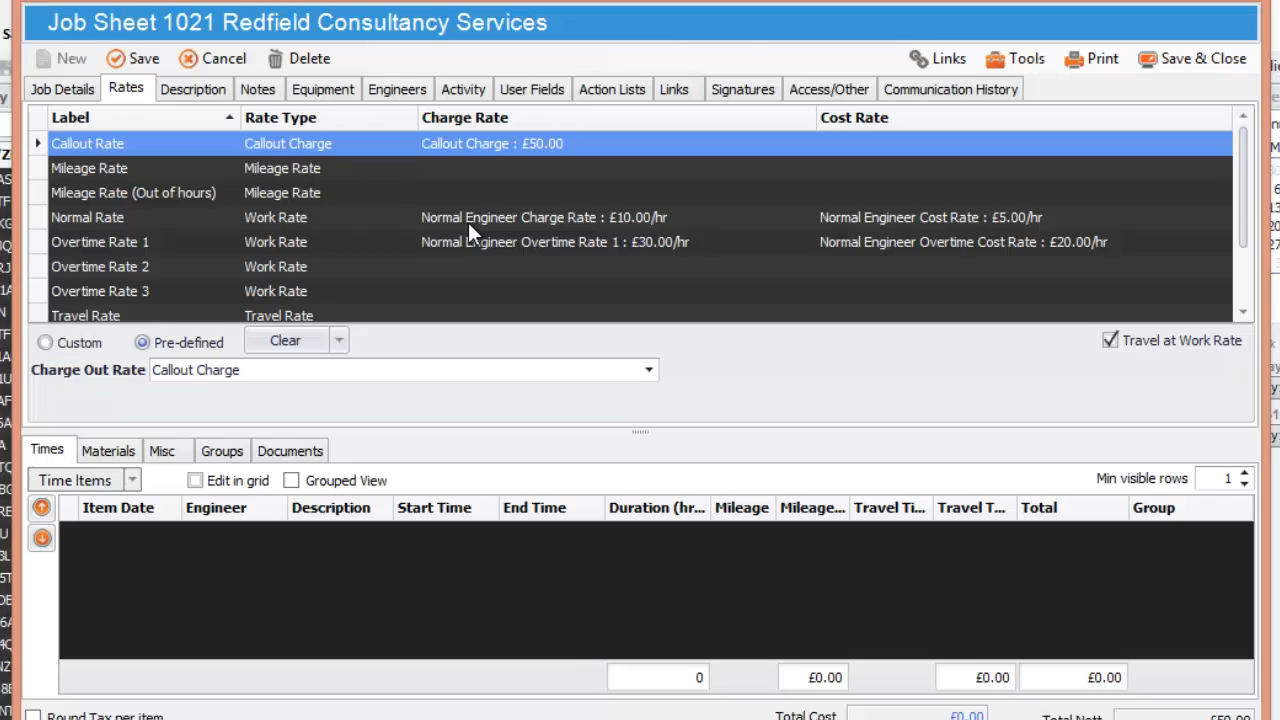 Job Sheet 1021 Redfield Consultancy Services
New Save Cancel Delete Links Tools Print Save & Close
Job Details Rates Description Notes Equipment Engineers Activity User Fields Action Lists Links Signatures Access/Other Communication History
Label Rate Type Charge Rate Cost Rate
Callout Rate Callout Charge Callout Charge : £50.00
Mileage Rate Mileage Rate
Mileage Rate (Out of hours) Mileage Rate
Normal Rate Work Rate Normal Engineer Charge Rate : £10.00/hr Normal Engineer Cost Rate : £5.00/hr
Overtime Rate 1 Work Rate Normal Engineer Overtime Rate 1 : £30.00/hr Normal Engineer Overtime Cost Rate : £20.00/hr
Overtime Rate 2 Work Rate
Overtime Rate 3 Work Rate
Travel Rate Travel Rate
Custom Pre-defined Clear Travel at Work Rate
Charge Out Rate Callout Charge
Times Materials Misc Groups Documents
Time Items Edit in grid Grouped View Min visible rows 1
Item Date Engineer Description Start Time End Time Duration (hr... Mileage Mileage... Travel Ti... Travel T... Total Group
0 £0.00 £0.00 £0.00
Round Tax per item Total Cost £0.00 Total Nett £50.00